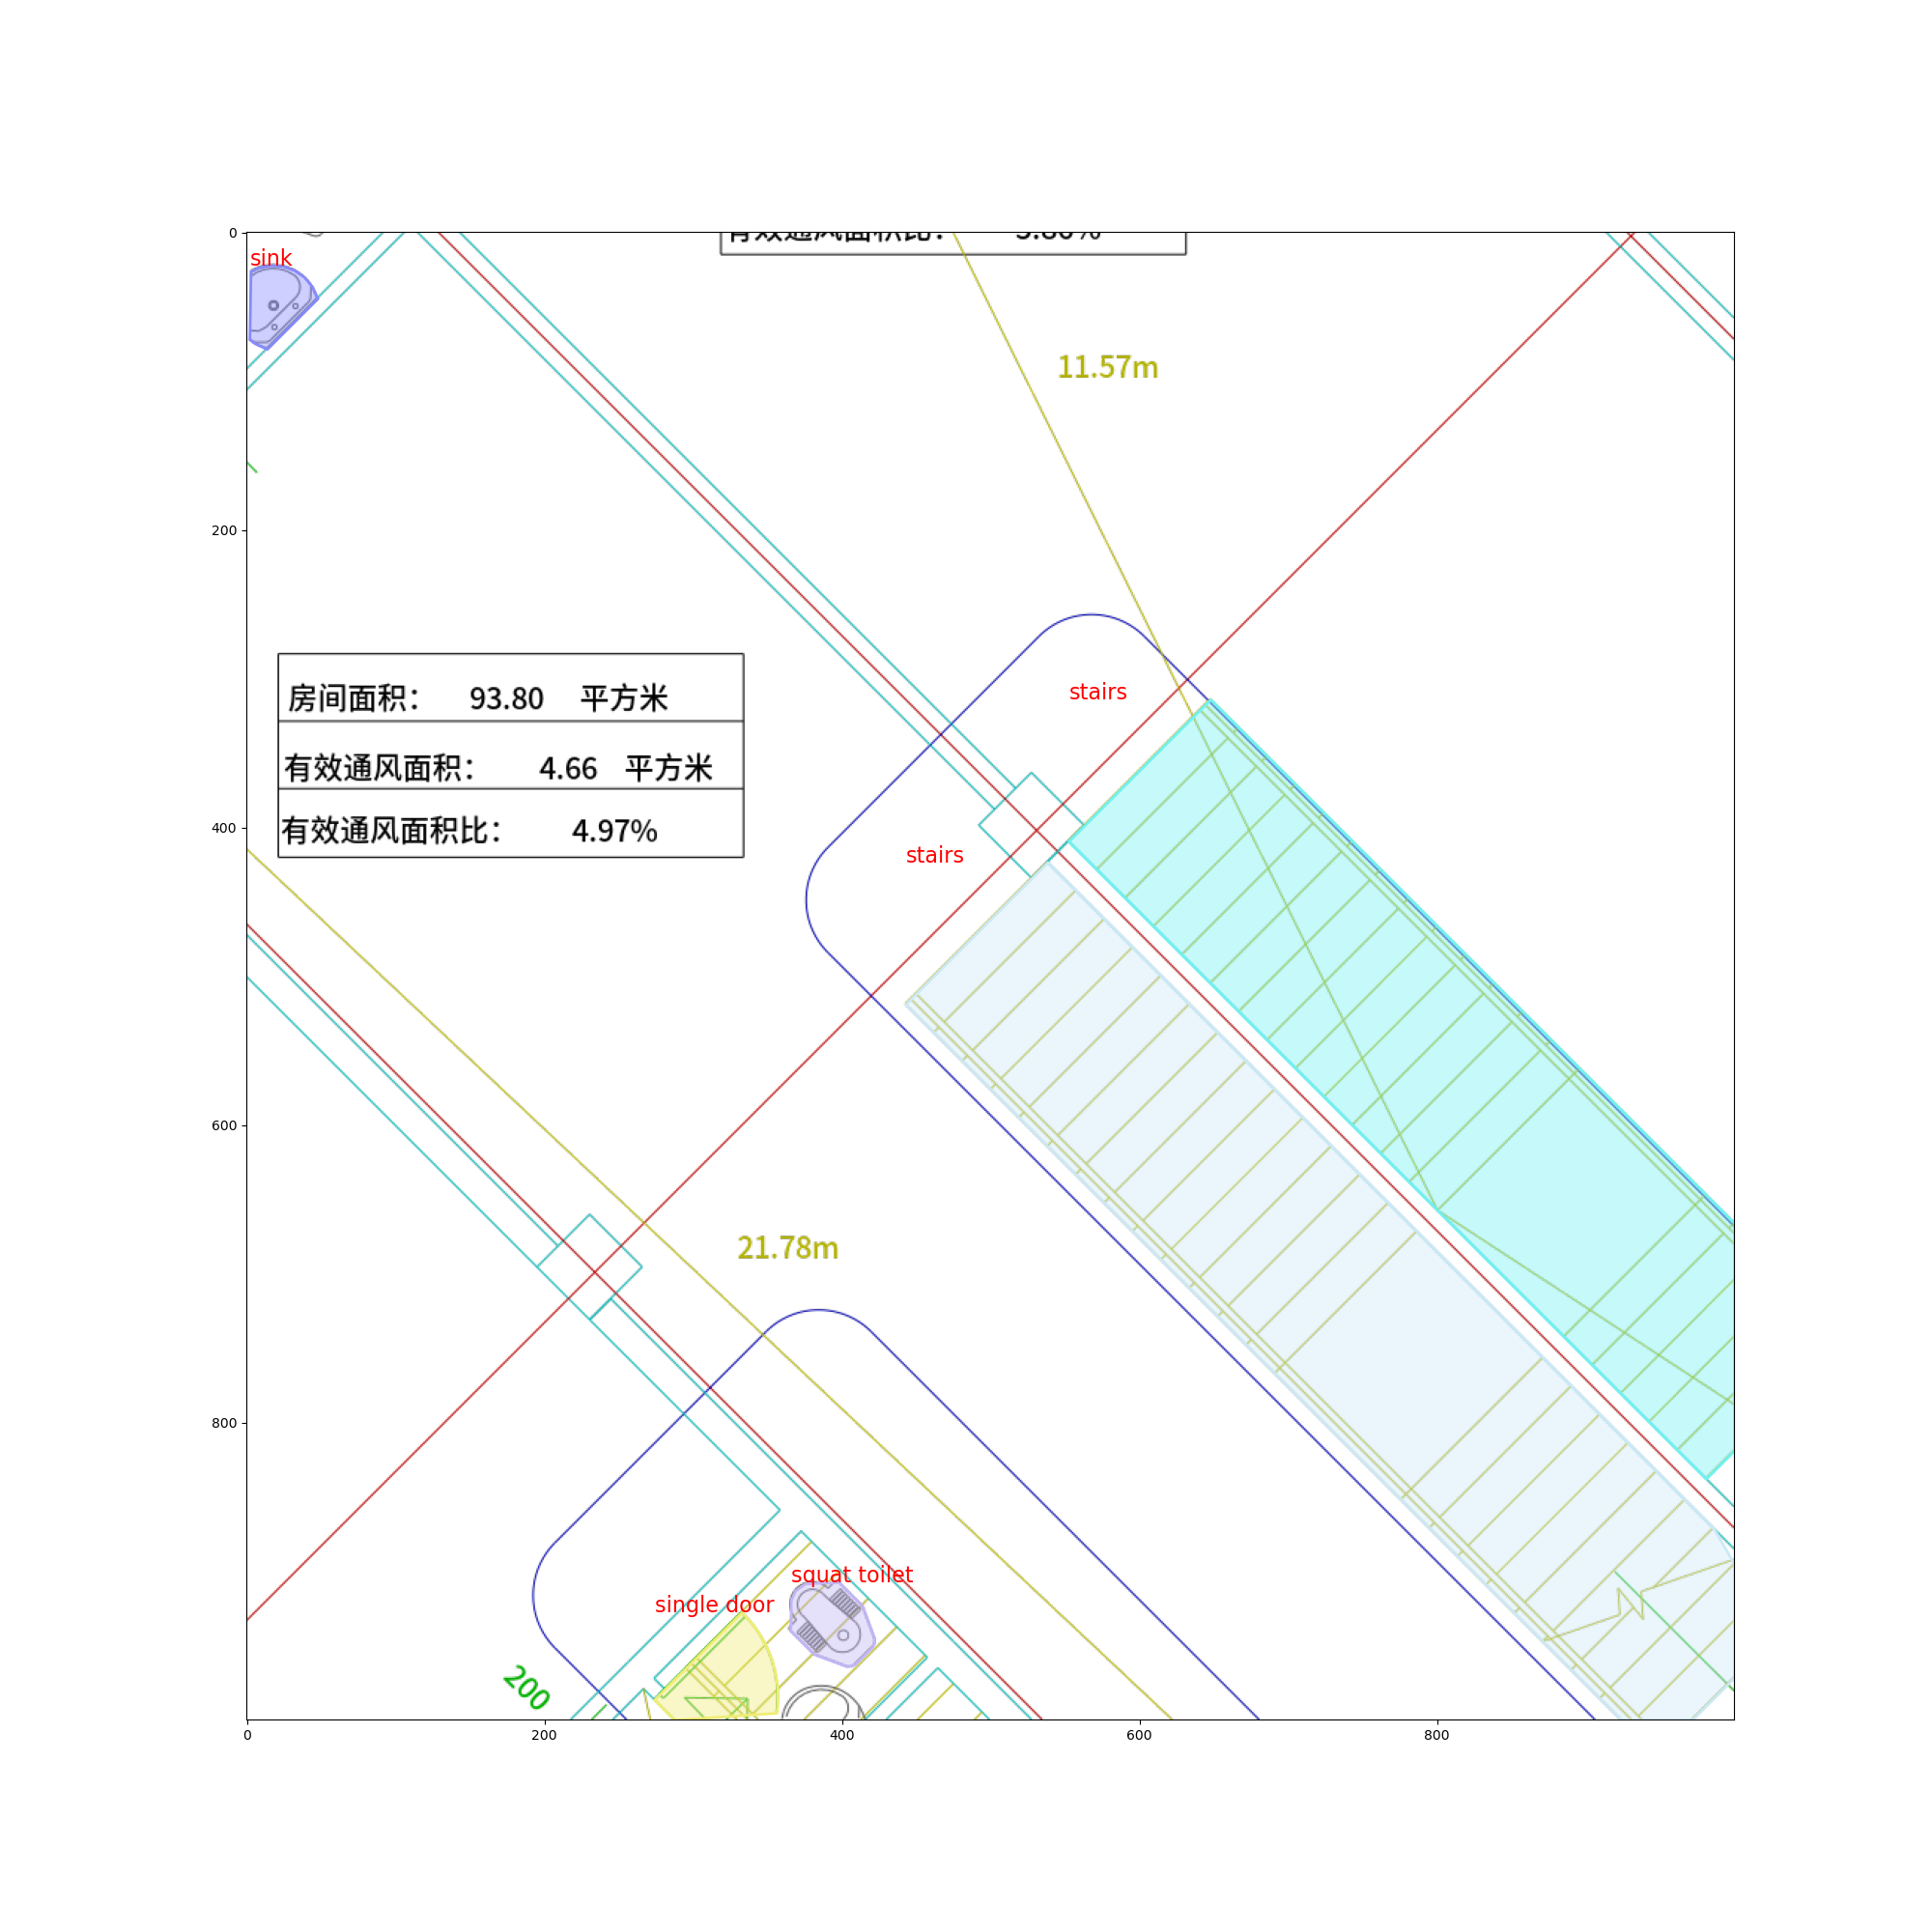 0
sink
11.57m
200
房间面积： 93.80 平方米
有效通风面积： 4.66 平方米
有效通风面积比： 4.97%
stairs
stairs
400
600
21.78m
800
squat toilet
single door
200
0 200 400 600 800